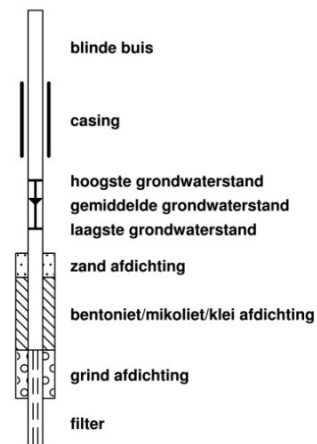 blinde buis
casing
hoogste grondwaterstand
gemiddelde grondwaterstand
laagste grondwaterstand
zand afdichting
bentoniet/mikoliet/klei afdichting
grind afdichting
filter